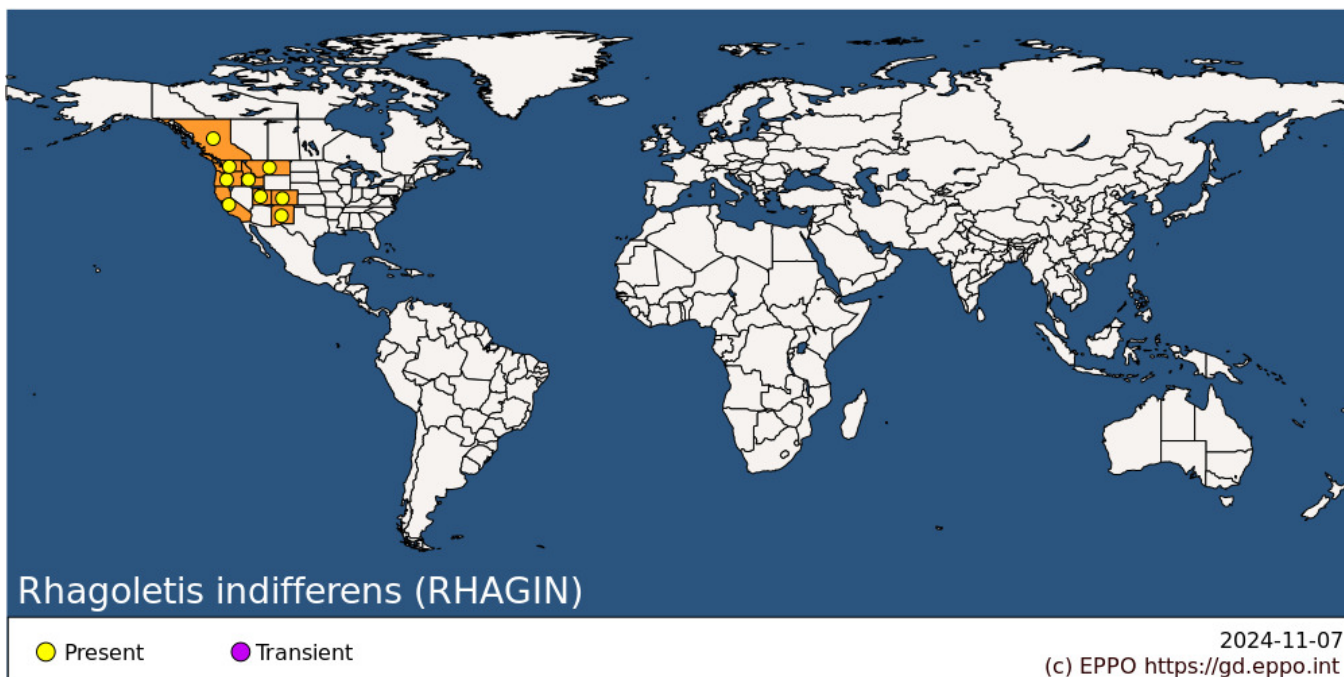 Rhagoletis indifferens (RHAGIN)
Present
Transient
2024-11-07
(c) EPPO https://gd.eppo.int